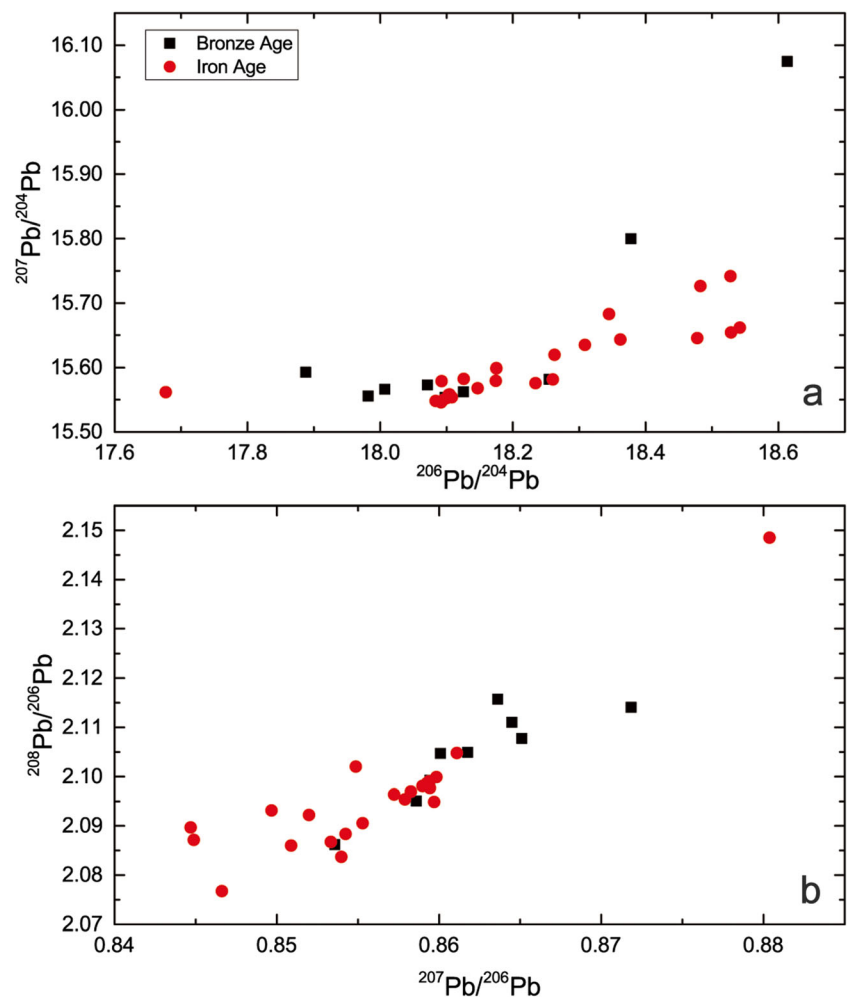 16.10
16.00
15.90
15.80
15.70
15.60
15.50
²⁰⁷Pb/²⁰⁴Pb
Bronze Age
Iron Age
a
17.6 17.8 18.0 18.2 18.4 18.6
²⁰⁶Pb/²⁰⁴Pb
2.15
2.14
2.13
2.12
2.11
2.10
2.09
2.08
2.07
²⁰⁸Pb/²⁰⁶Pb
b
0.84 0.85 0.86 0.87 0.88
²⁰⁷Pb/²⁰⁶Pb